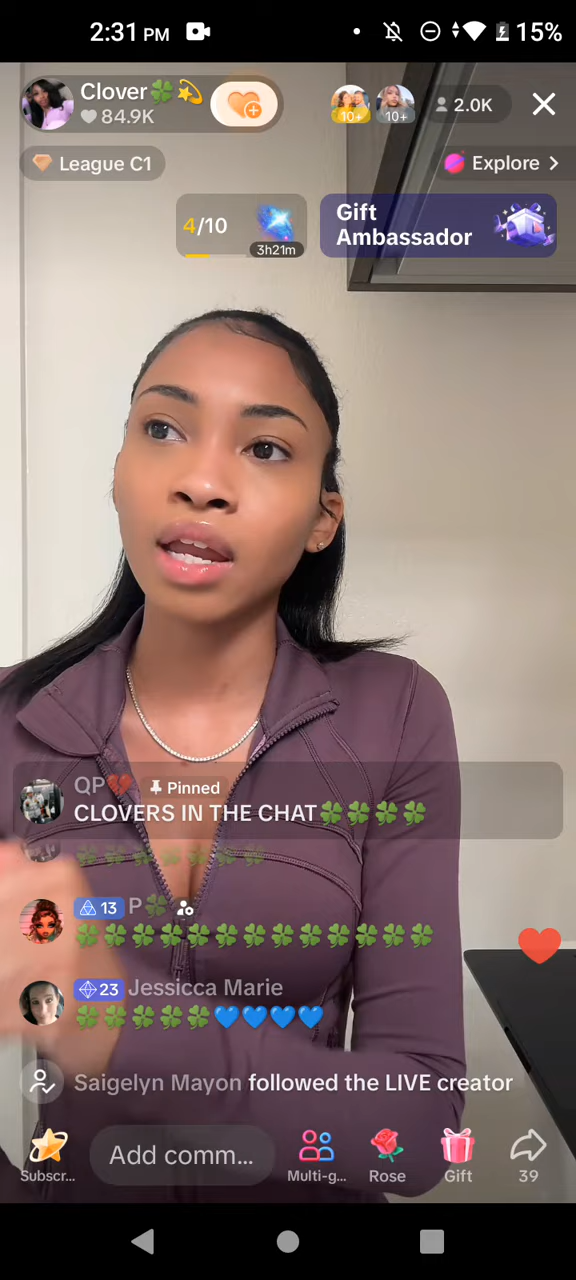 2:31 PM
15%
Clover🍀💫
84.9K
10+
10+
2.0K
League C1
Explore >
4/10
3h21m
Gift
Ambassador
QP💔 Pinned
CLOVERS IN THE CHAT🍀🍀🍀🍀
🍀🍀🍀🍀🍀🍀🍀
13 P🍀
🍀🍀🍀🍀🍀🍀🍀🍀🍀🍀🍀🍀🍀
23 Jessicca Marie
🍀🍀🍀🍀🍀💙💙💙💙
Saigelyn Mayon followed the LIVE creator
Add comm...
Subscr...
Multi-g...
Rose
Gift
39